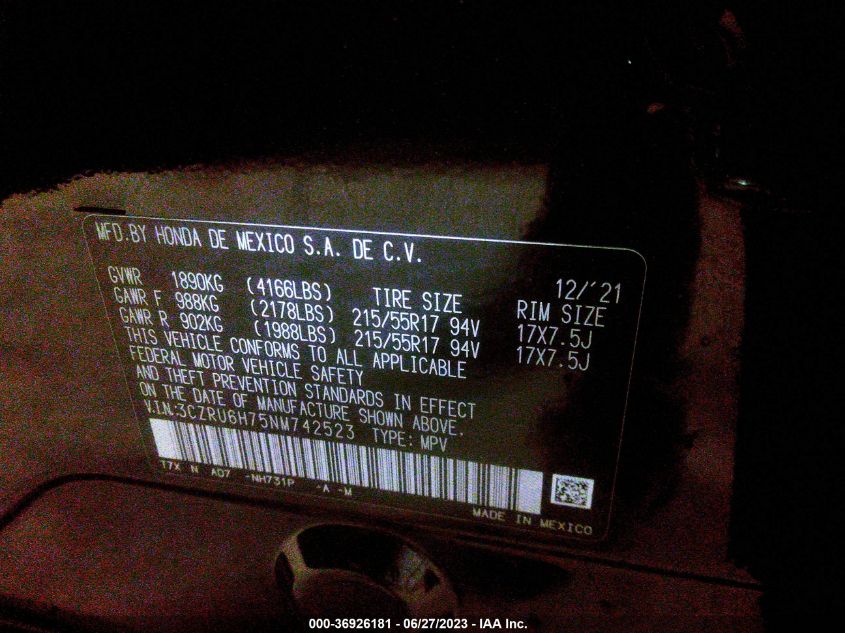 MFD.BY HONDA DE MEXICO S.A. DE C.V.
12/'21
GVWR 1890KG (4166LBS) TIRE SIZE RIM SIZE
GAWR F 988KG (2178LBS) 215/55R17 94V 17X7.5J
GAWR R 902KG (1988LBS) 215/55R17 94V 17X7.5J
THIS VEHICLE CONFORMS TO ALL APPLICABLE
FEDERAL MOTOR VEHICLE SAFETY
AND THEFT PREVENTION STANDARDS IN EFFECT
ON THE DATE OF MANUFACTURE SHOWN ABOVE.
V.I.N.3CZRU6H75NM742523 TYPE: MPV
T7X N A07 -NH731P -A -M
MADE IN MEXICO
000-36926181 - 06/27/2023 - IAA Inc.